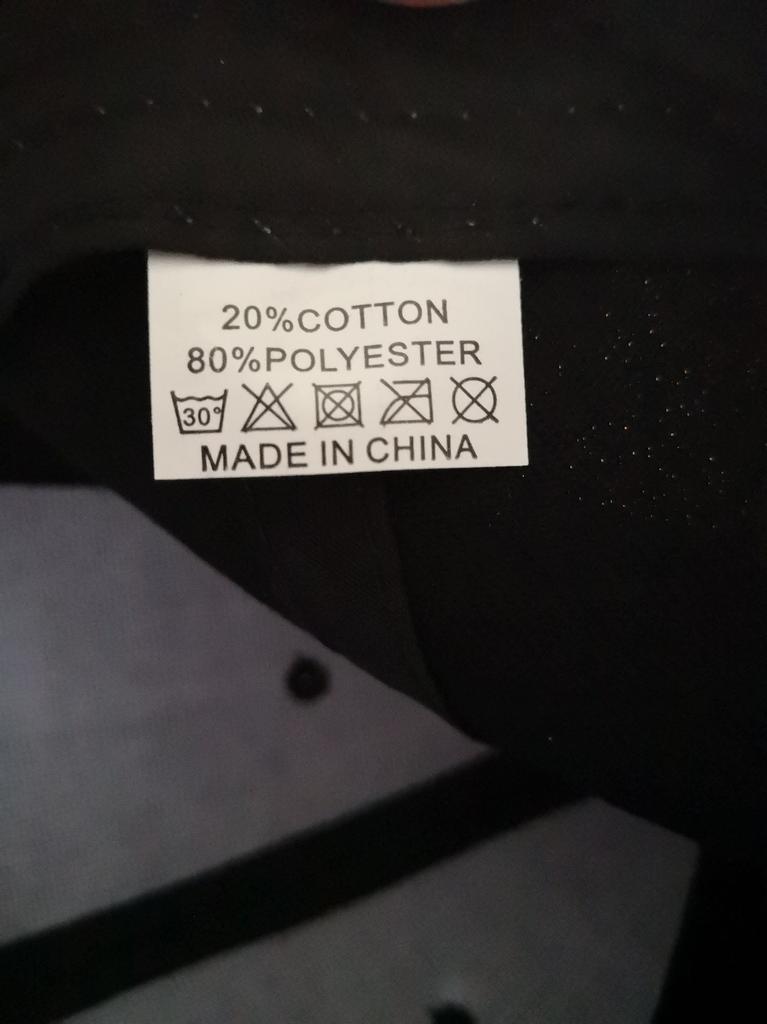 20%COTTON
80%POLYESTER
30°
MADE IN CHINA